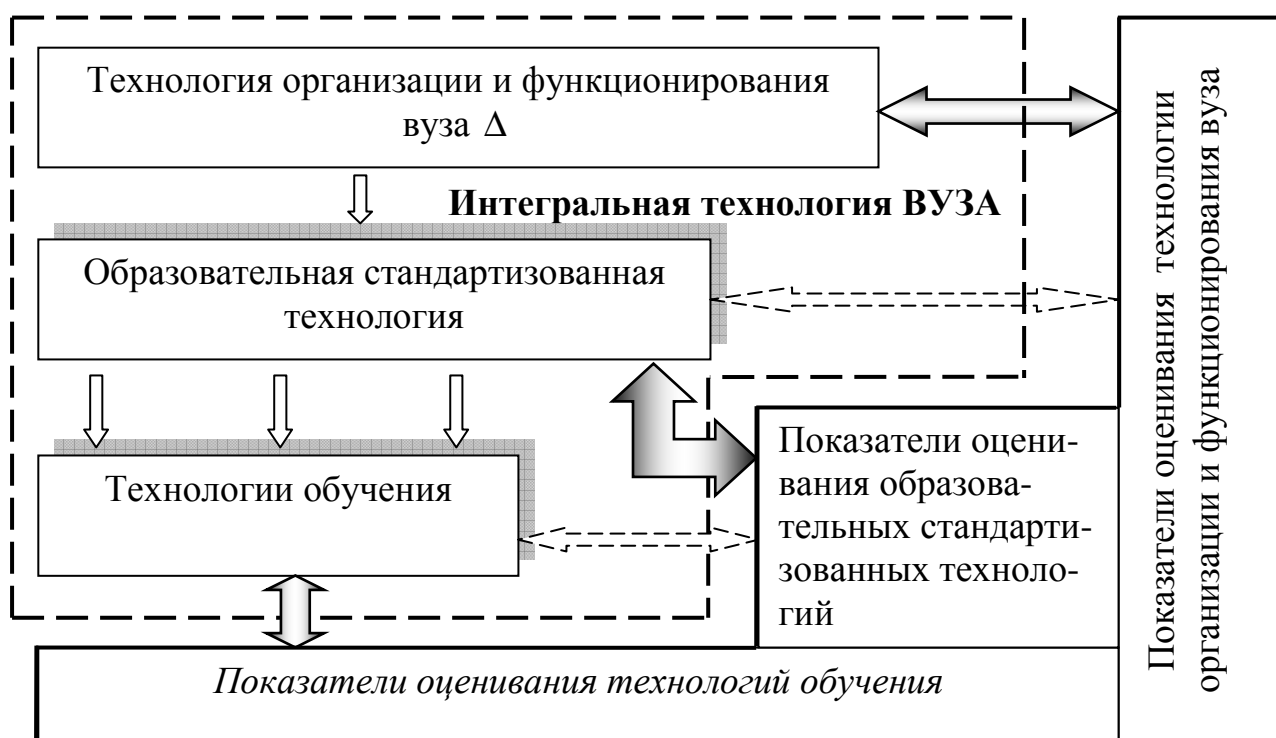 Технология организации и функционирования
вуза Δ
Интегральная технология ВУЗА
Образовательная стандартизованная
технология
Технологии обучения
Показатели оцени-
вания образова-
тельных стандарти-
зованных техноло-
гий
Показатели оценивания технологий обучения
Показатели оценивания технологии
организации и функционирования вуза